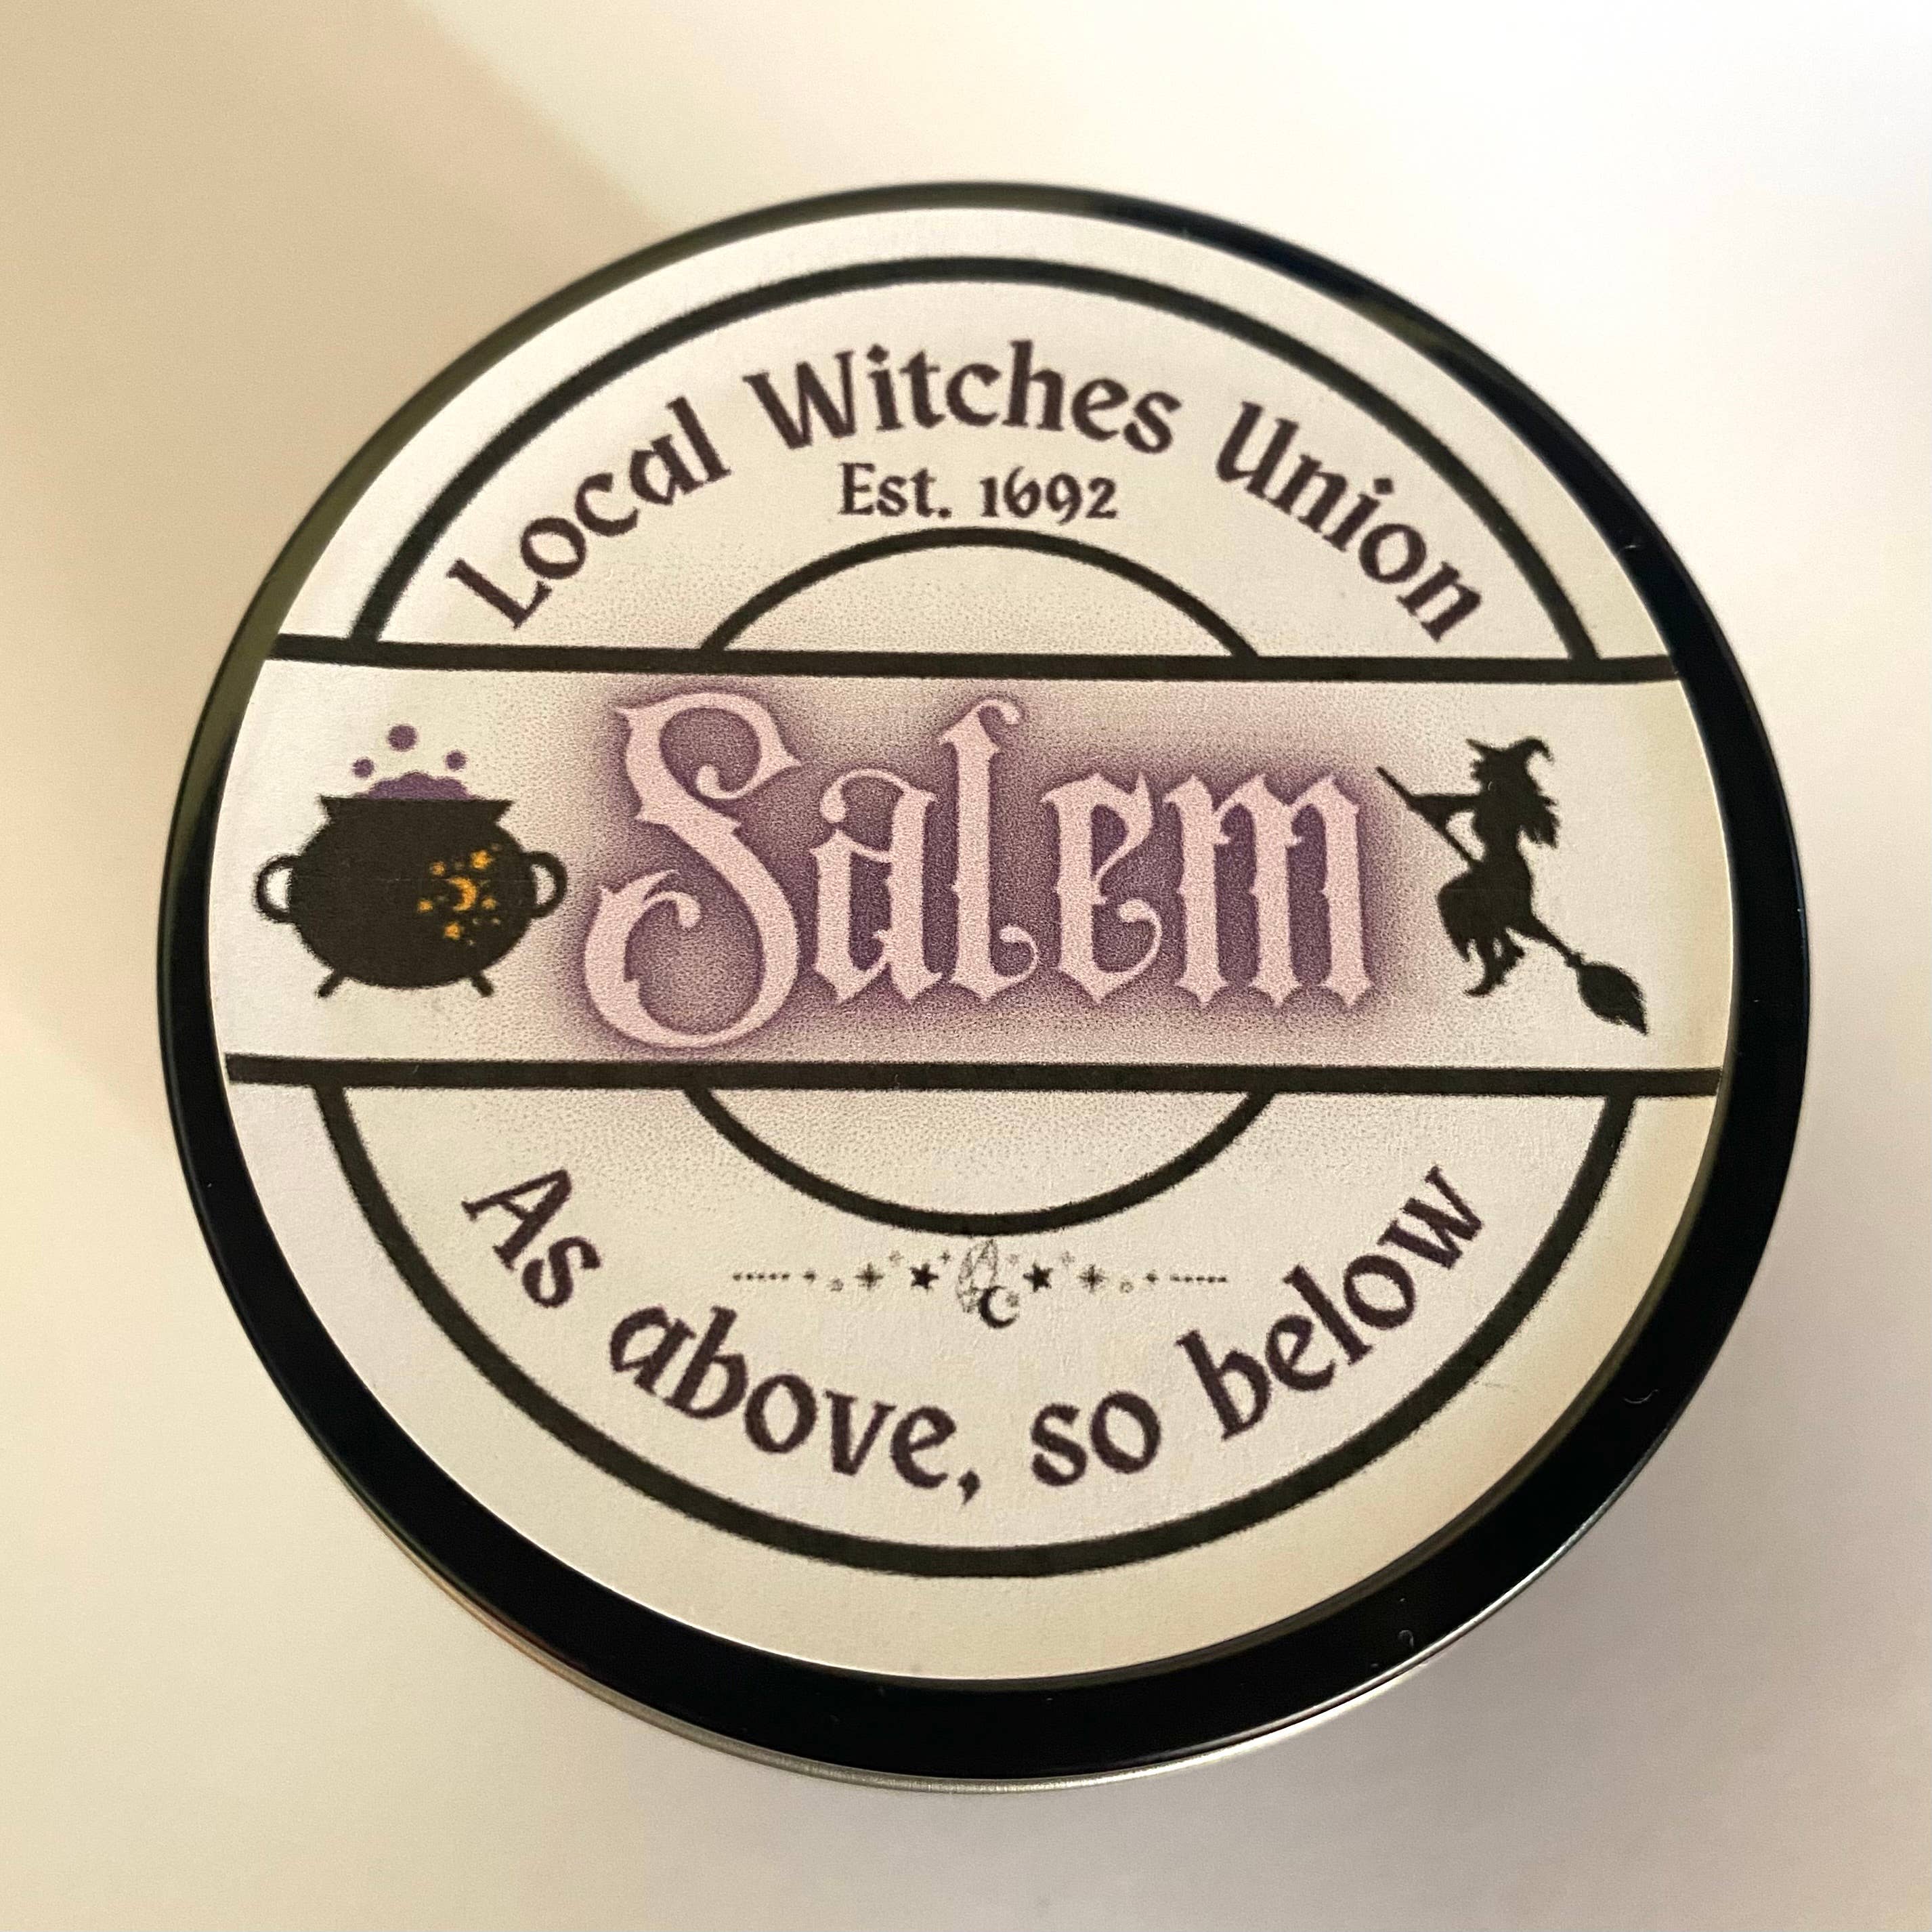 Local Witches Union
Est. 1692
Salem
As above, so below